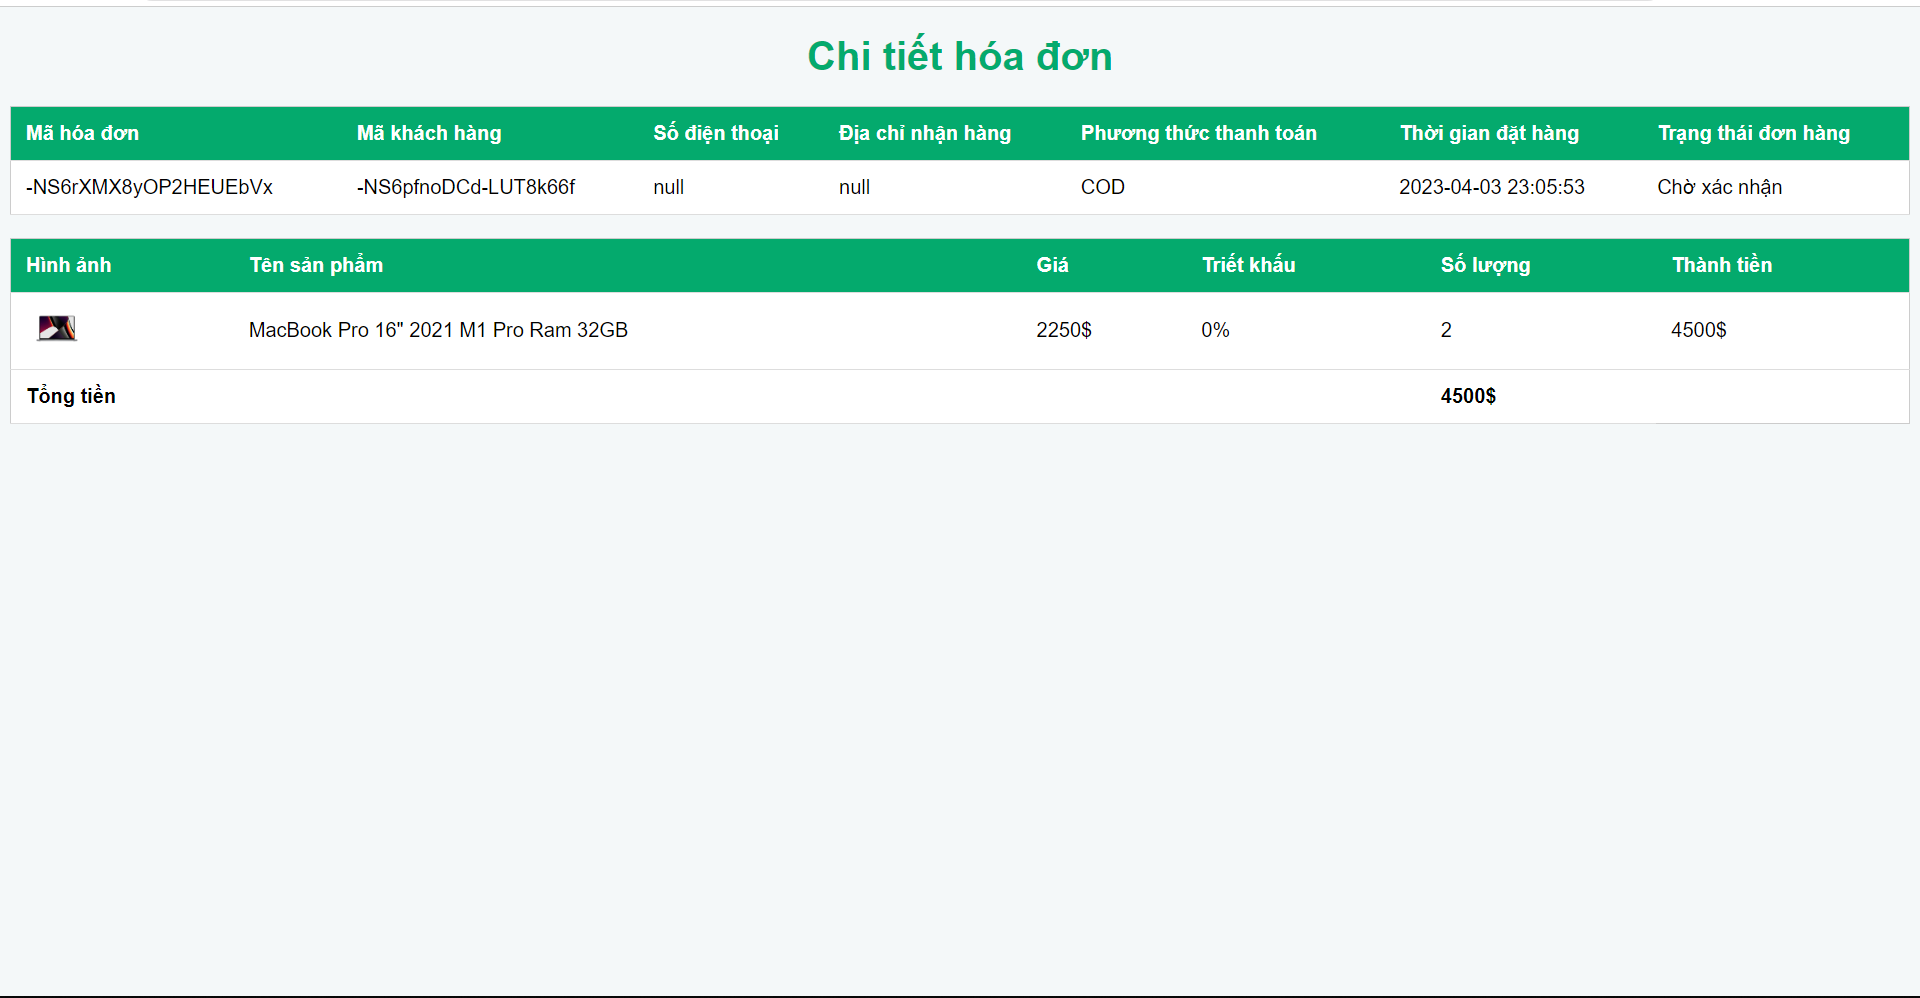 Chi tiết hóa đơn
Mã hóa đơn Mã khách hàng Số điện thoại Địa chỉ nhận hàng Phương thức thanh toán Thời gian đặt hàng Trạng thái đơn hàng
-NS6rXMX8yOP2HEUEbVx -NS6pfnoDCd-LUT8k66f null null COD 2023-04-03 23:05:53 Chờ xác nhận
Hình ảnh Tên sản phẩm Giá Triết khấu Số lượng Thành tiền
MacBook Pro 16" 2021 M1 Pro Ram 32GB 2250$ 0% 2 4500$
Tổng tiền 4500$